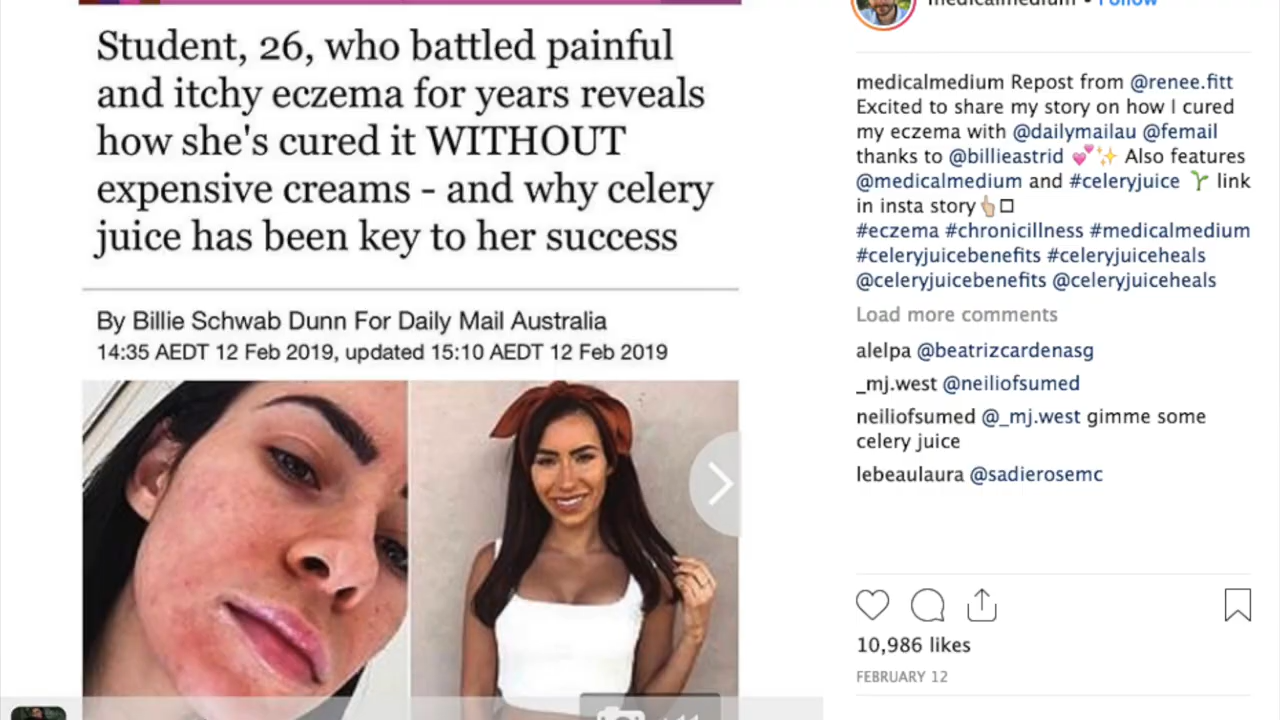 Student, 26, who battled painful
and itchy eczema for years reveals
how she's cured it WITHOUT
expensive creams - and why celery
juice has been key to her success
By Billie Schwab Dunn For Daily Mail Australia
14:35 AEDT 12 Feb 2019, updated 15:10 AEDT 12 Feb 2019
medicalmedium • Follow
medicalmedium Repost from @renee.fitt
Excited to share my story on how I cured
my eczema with @dailymailau @femail
thanks to @billieastrid 💕✨ Also features
@medicalmedium and #celeryjuice 🌱 link
in insta story👆🏼□
#eczema #chronicillness #medicalmedium
#celeryjuicebenefits #celeryjuiceheals
@celeryjuicebenefits @celeryjuiceheals
Load more comments
alelpa @beatrizcardenasg
_mj.west @neiliofsumed
neiliofsumed @_mj.west gimme some
celery juice
lebeaulaura @sadierosemc
10,986 likes
FEBRUARY 12